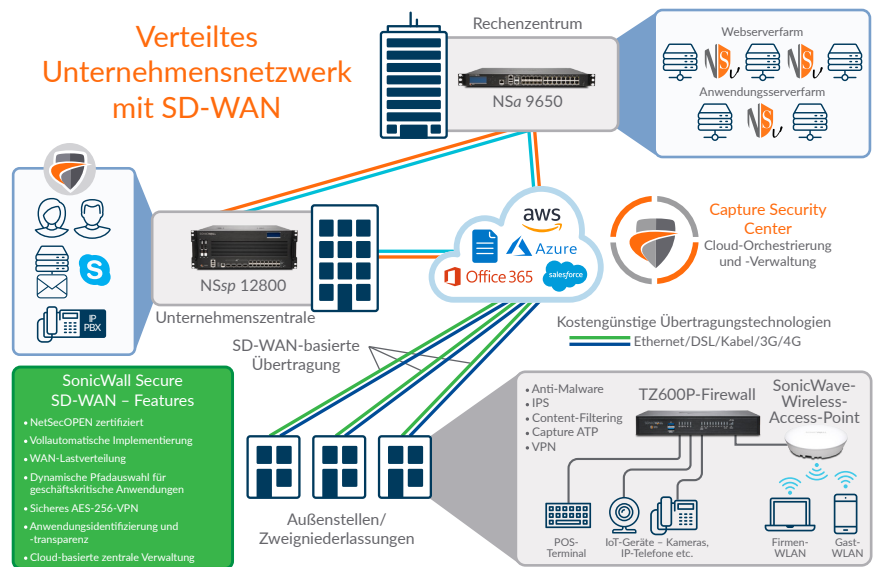 Verteiltes
Unternehmensnetzwerk
mit SD-WAN
Rechenzentrum
NSa 9650
Webserverfarm
NSv
NSv
Anwendungsserverfarm
NSv
NSsp 12800
IP
PBX
Unternehmenszentrale
aws
Azure
Office 365
salesforce
Capture Security
Center
Cloud-Orchestrierung
und -Verwaltung
Kostengünstige Übertragungstechnologien
Ethernet/DSL/Kabel/3G/4G
SD-WAN-basierte
Übertragung
SonicWall Secure
SD-WAN – Features
• NetSecOPEN zertifiziert
• Vollautomatische Implementierung
• WAN-Lastverteilung
• Dynamische Pfadauswahl für
geschäftskritische Anwendungen
• Sicheres AES-256-VPN
• Anwendungsidentifizierung und
-transparenz
• Cloud-basierte zentrale Verwaltung
Außenstellen/
Zweigniederlassungen
• Anti-Malware
• IPS
• Content-Filtering
• Capture ATP
• VPN
TZ600P-Firewall
SonicWave-
Wireless-
Access-Point
POS-
Terminal
IoT-Geräte – Kameras,
IP-Telefone etc.
Firmen-
WLAN
Gast-
WLAN